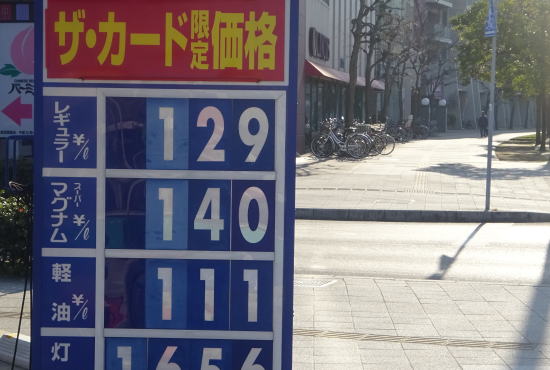 ザ・カード限定価格
レギュラー ¥/ℓ 129
スーパーマグナム ¥/ℓ 140
軽油 ¥/ℓ 111
灯 1656